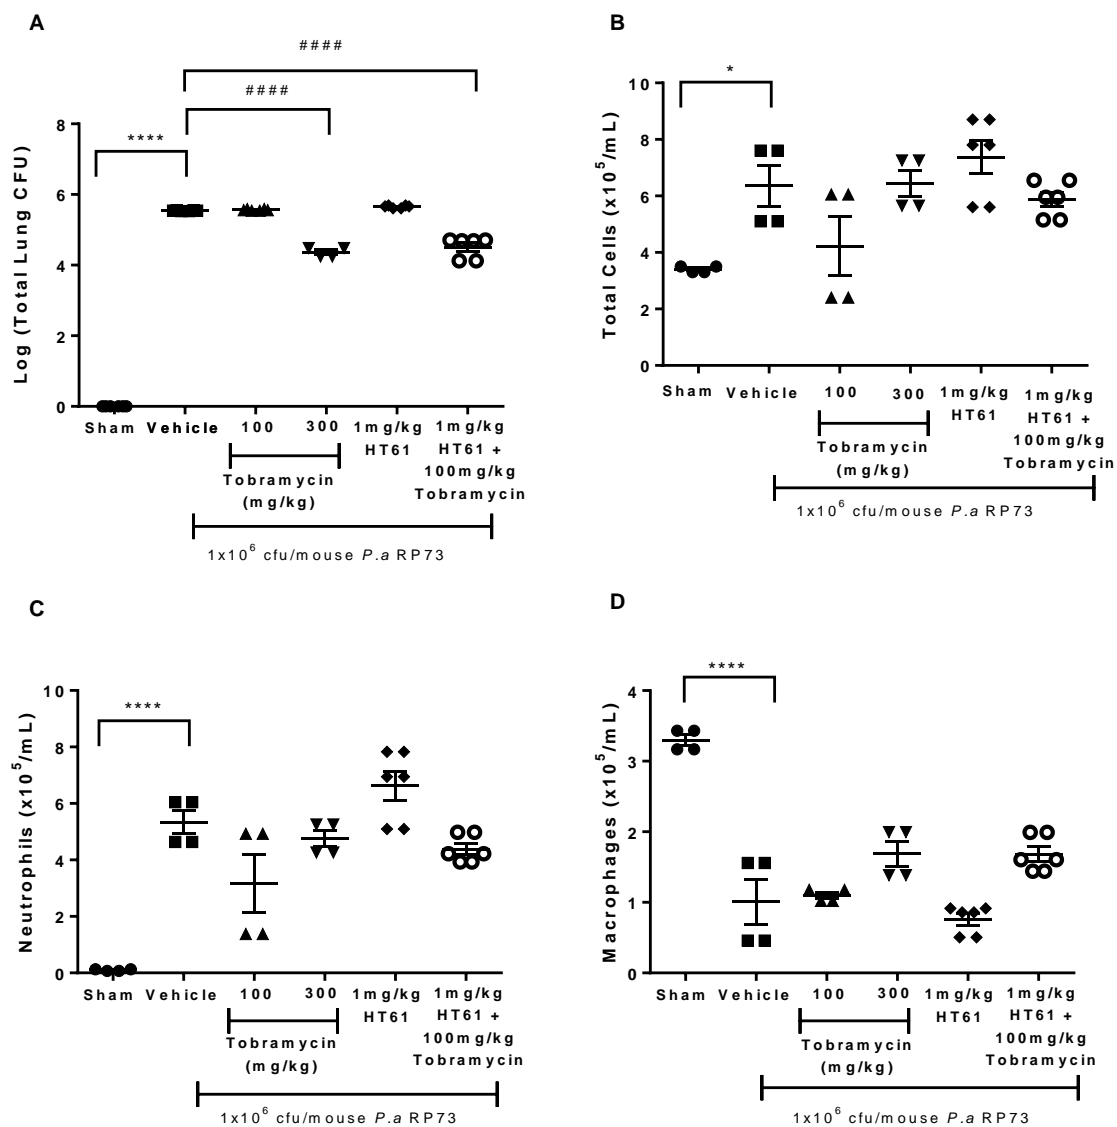 A
####
####
****
Log (Total Lung CFU)
8
6
4
2
0
Sham Vehicle 100 300 1mg/kg 1mg/kg
HT61 HT61 +
100mg/kg
Tobramycin Tobramycin
(mg/kg)
1x10⁶ cfu/mouse P.a RP73
B
*
Total Cells (x10⁵/mL)
10
8
6
4
2
0
Sham Vehicle 100 300 1mg/kg 1mg/kg
HT61 HT61 +
100mg/kg
Tobramycin Tobramycin
(mg/kg)
1x10⁶ cfu/mouse P.a RP73
C
****
Neutrophils (x10⁵/mL)
10
8
6
4
2
0
Sham Vehicle 100 300 1mg/kg 1mg/kg
HT61 HT61 +
100mg/kg
Tobramycin Tobramycin
(mg/kg)
1x10⁶ cfu/mouse P.a RP73
D
****
Macrophages (x10⁵/mL)
4
3
2
1
0
Sham Vehicle 100 300 1mg/kg 1mg/kg
HT61 HT61 +
100mg/kg
Tobramycin Tobramycin
(mg/kg)
1x10⁶ cfu/mouse P.a RP73